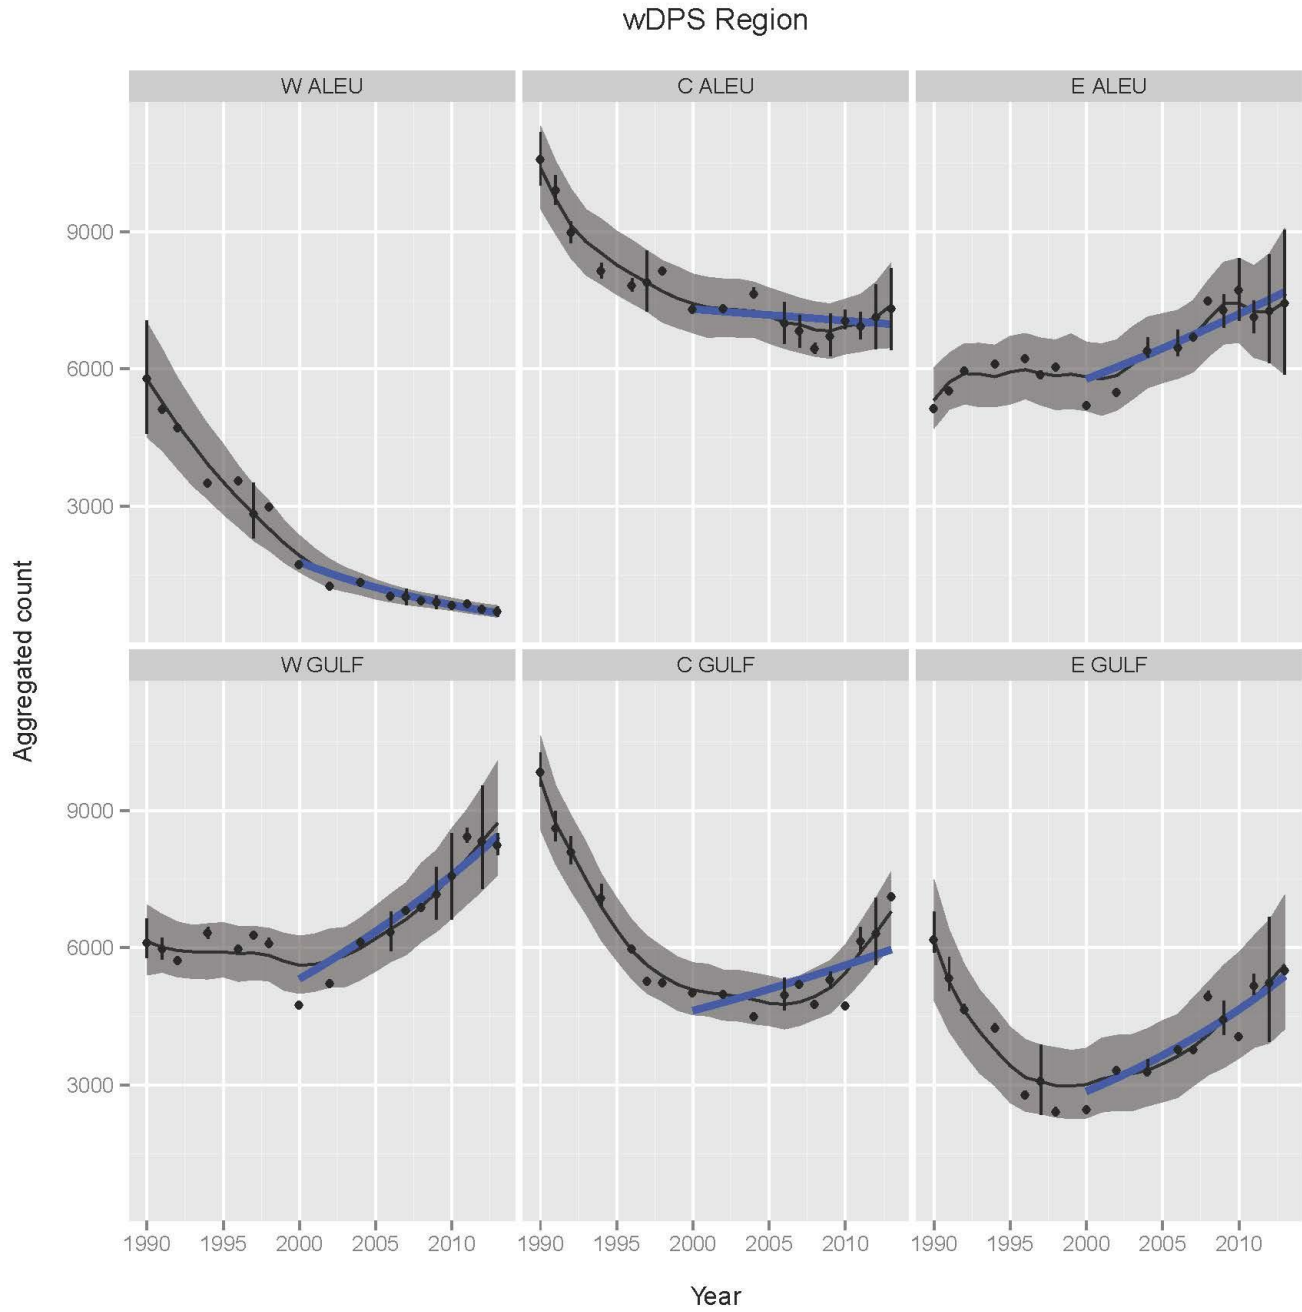 wDPS Region
W ALEU
C ALEU
E ALEU
9000
6000
3000
W GULF
C GULF
E GULF
9000
6000
3000
Aggregated count
1990 1995 2000 2005 2010
1990 1995 2000 2005 2010
1990 1995 2000 2005 2010
Year